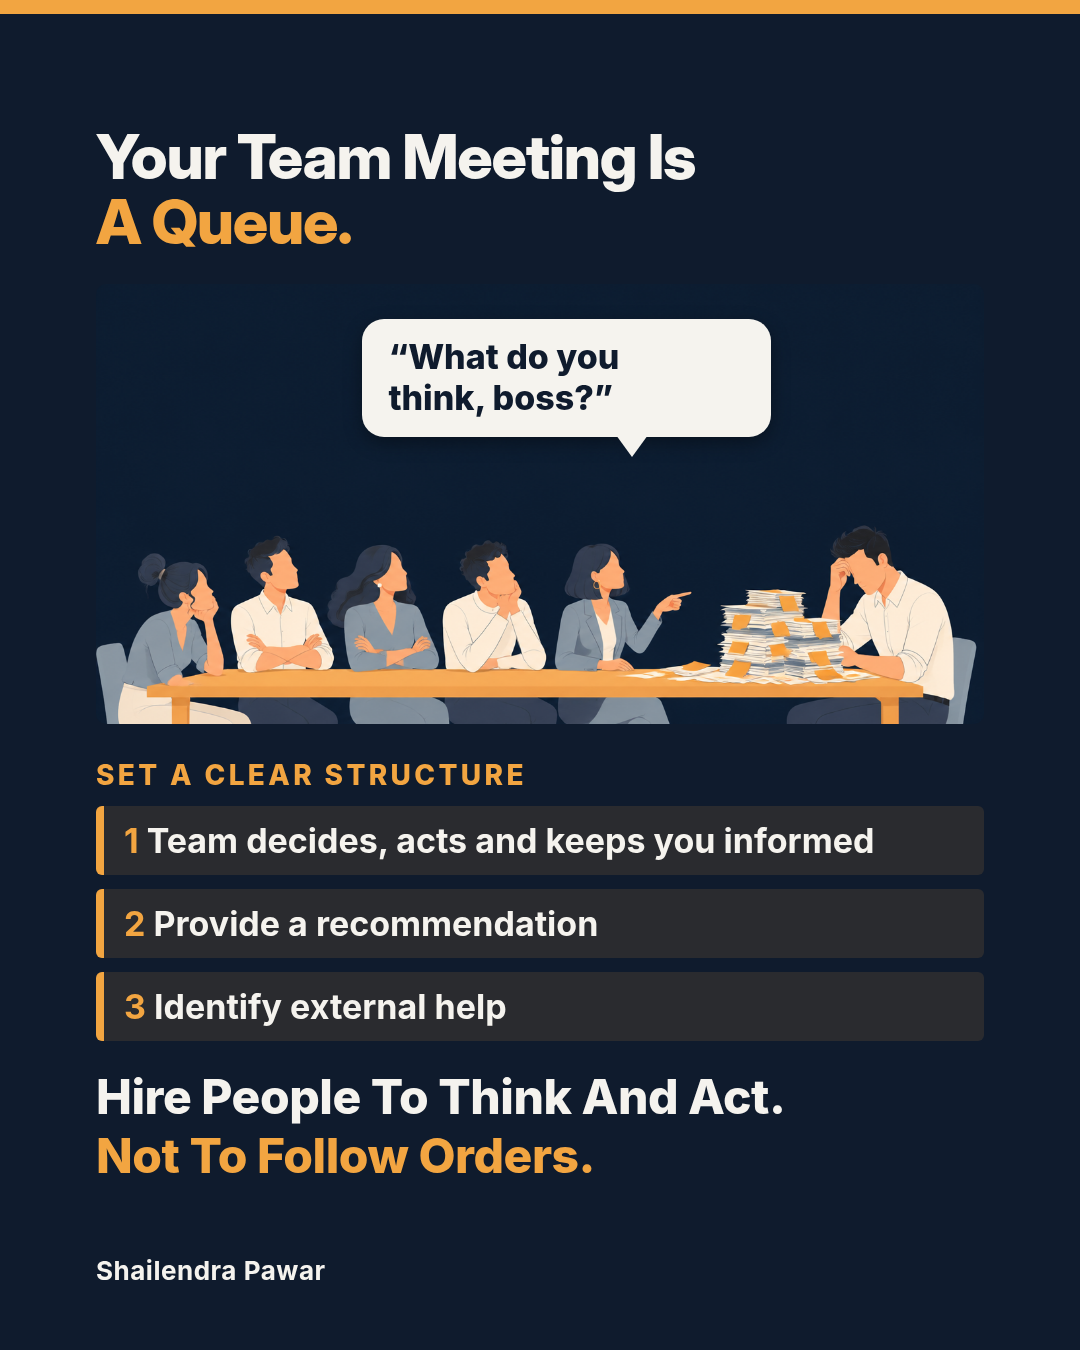 Your Team Meeting Is
A Queue.
“What do you
think, boss?”
SET A CLEAR STRUCTURE
1 Team decides, acts and keeps you informed
2 Provide a recommendation
3 Identify external help
Hire People To Think And Act.
Not To Follow Orders.
Shailendra Pawar